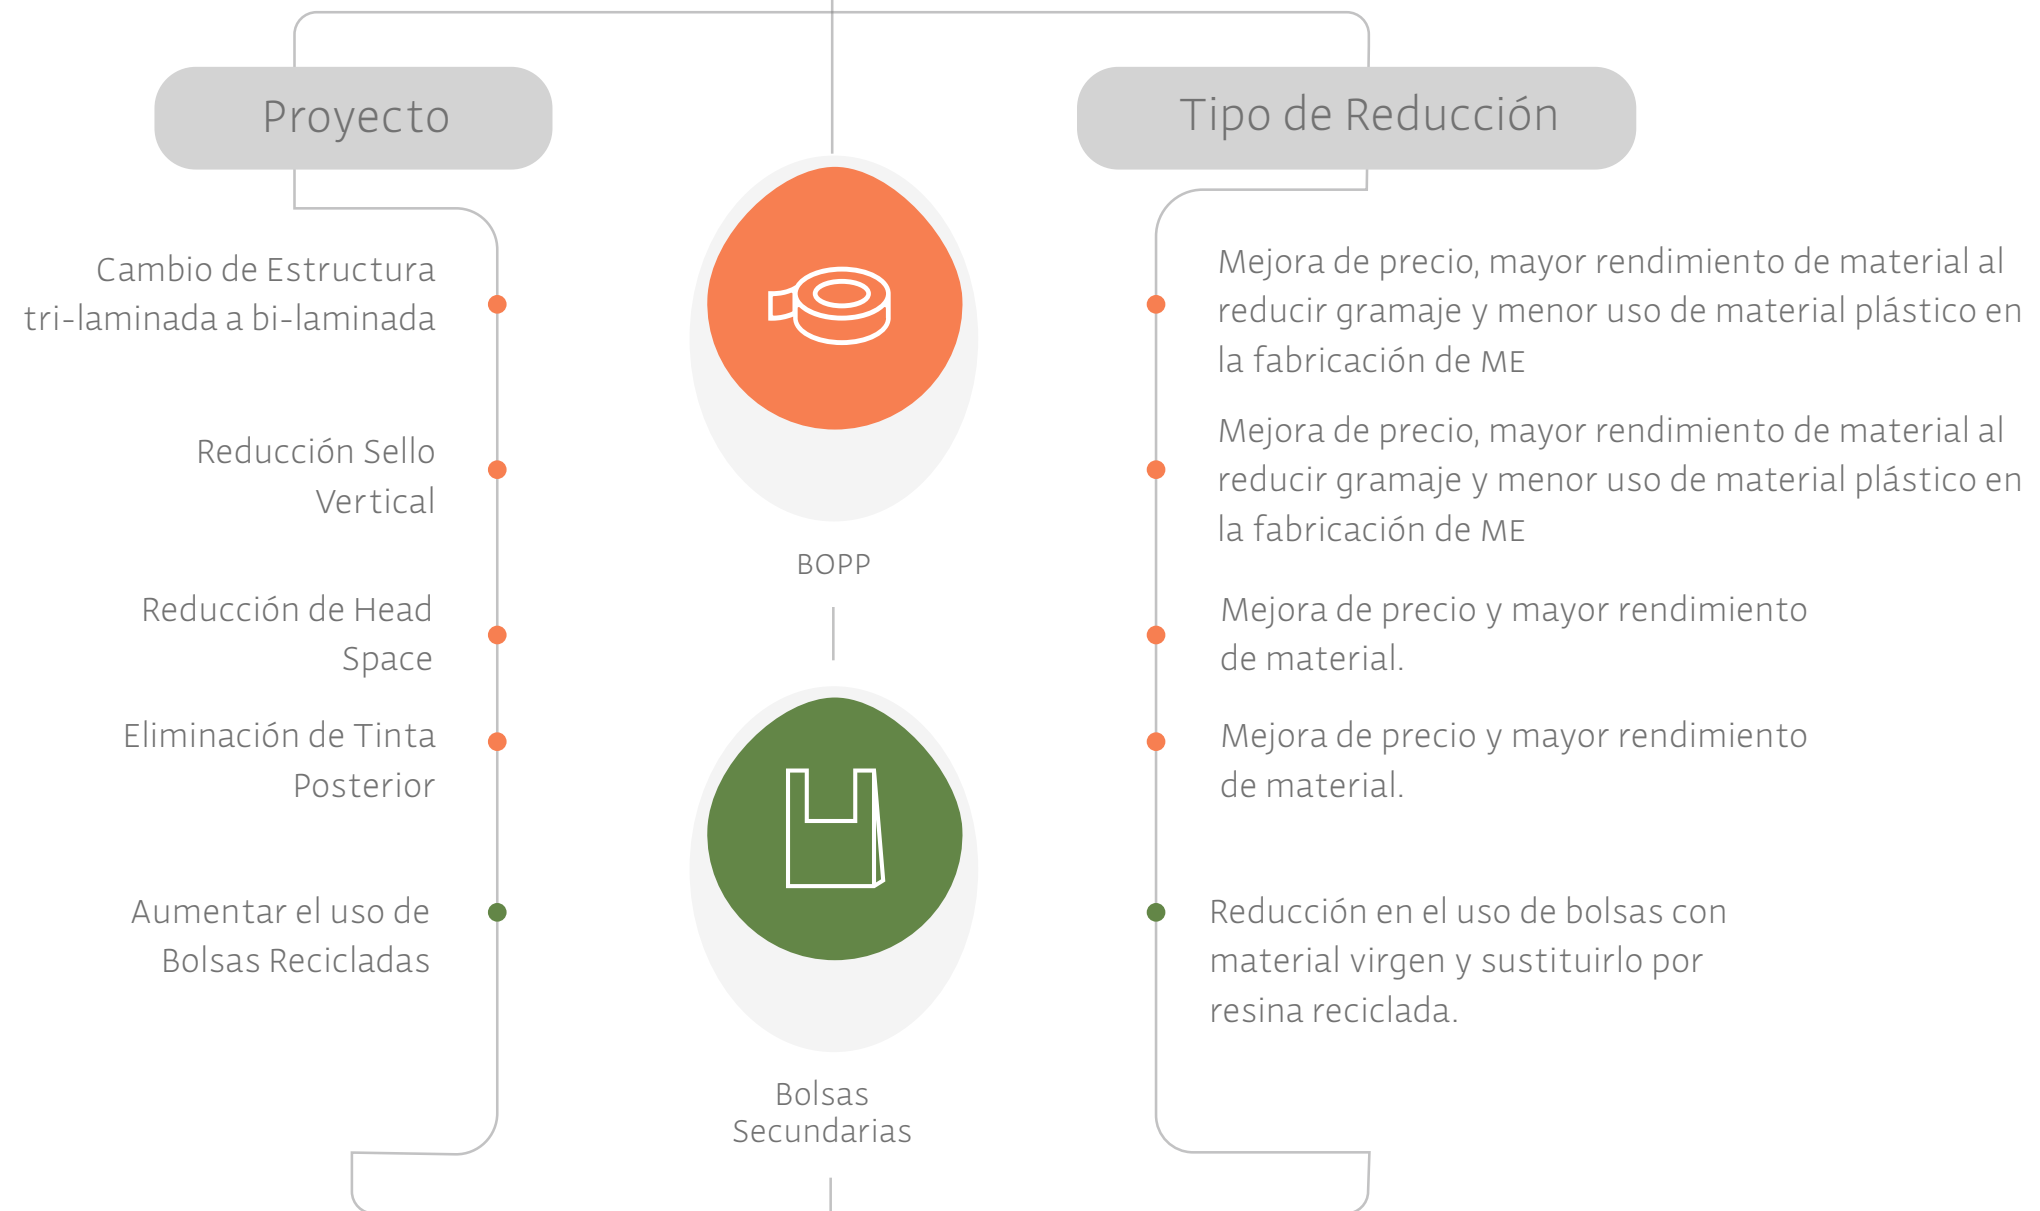 Proyecto
Tipo de Reducción
Cambio de Estructura
tri-laminada a bi-laminada
Mejora de precio, mayor rendimiento de material al
reducir gramaje y menor uso de material plástico en
la fabricación de ME
Reducción Sello
Vertical
Mejora de precio, mayor rendimiento de material al
reducir gramaje y menor uso de material plástico en
la fabricación de ME
BOPP
Reducción de Head
Space
Mejora de precio y mayor rendimiento
de material.
Eliminación de Tinta
Posterior
Mejora de precio y mayor rendimiento
de material.
Aumentar el uso de
Bolsas Recicladas
Reducción en el uso de bolsas con
material virgen y sustituirlo por
resina reciclada.
Bolsas
Secundarias